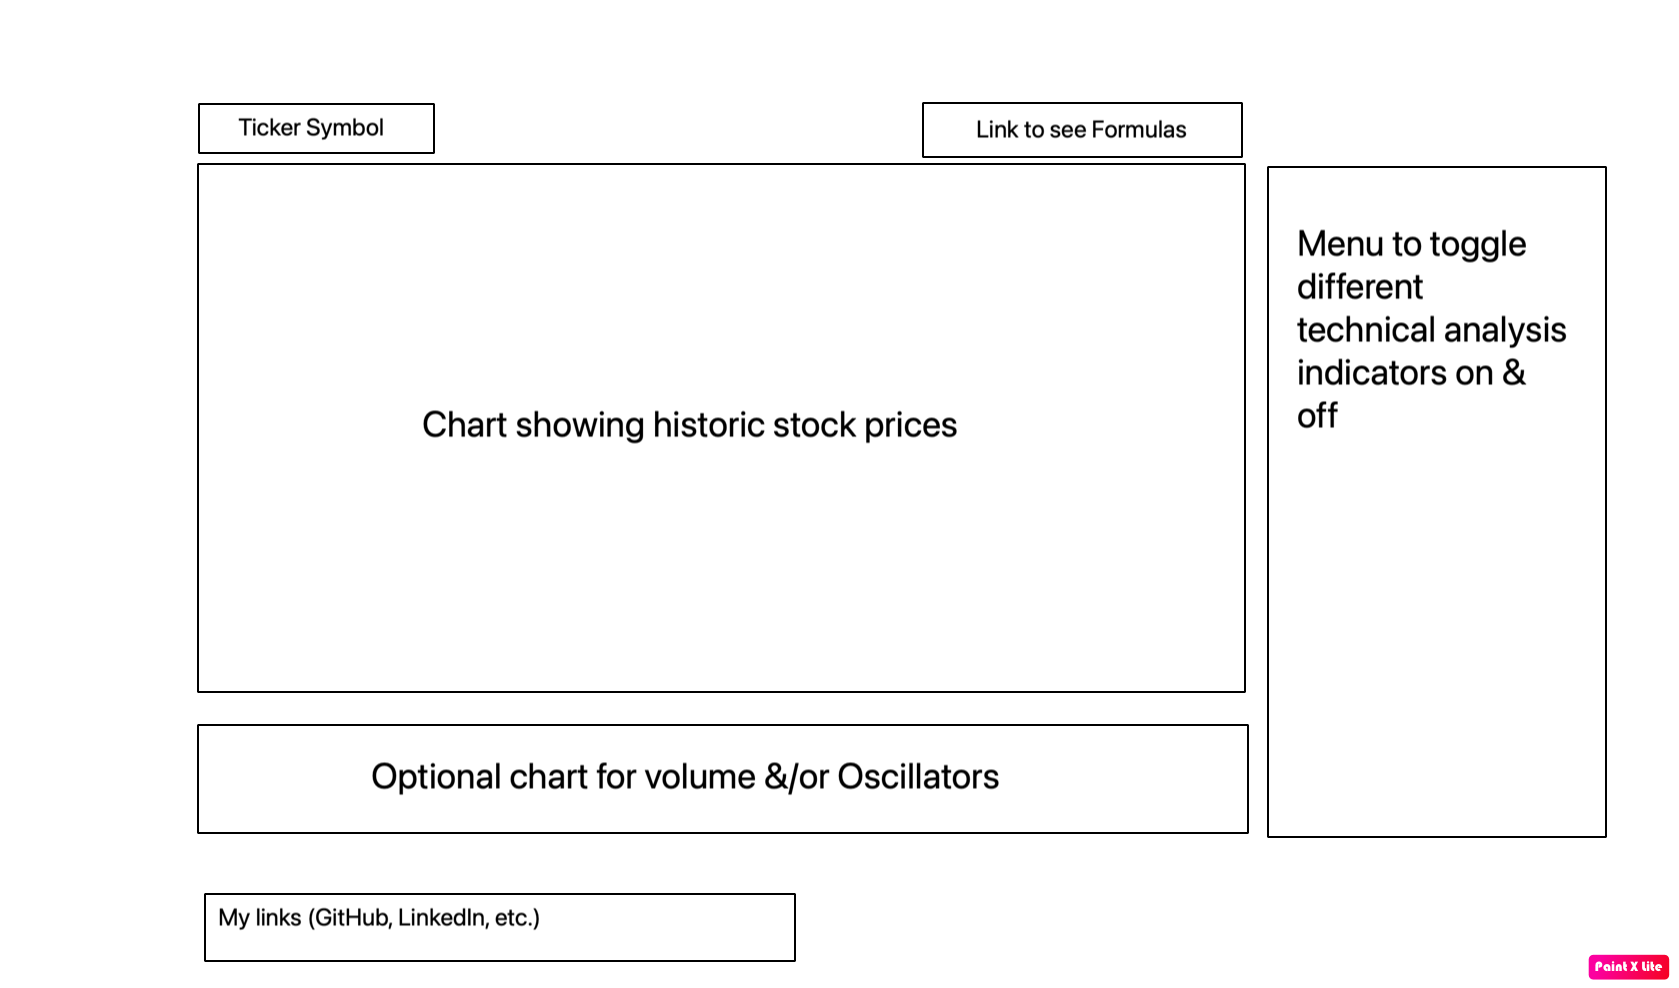 Ticker Symbol
Link to see Formulas
Chart showing historic stock prices
Menu to toggle
different
technical analysis
indicators on &
off
Optional chart for volume &/or Oscillators
My links (GitHub, LinkedIn, etc.)
Paint X Lite